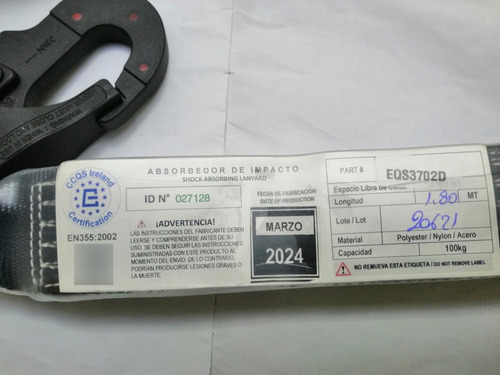 ABSORBEDOR DE IMPACTO
SHOCK ABSORBING LANYARD
CCQS Ireland
Certification
EN355:2002
ID N° 027128
¡ADVERTENCIA!
LAS INSTRUCCIONES DEL FABRICANTE DEBEN
LEERSE Y COMPRENDERSE ANTES DE SU
USO. SE DEBEN SEGUIR LAS INSTRUCCIONES
SUMINISTRADAS CON ESTE PRODUCTO AL
MOMENTO DEL ENVIO. DE LO CONTRARIO,
PODRIAN PRODUCIRSE LESIONES GRAVES O
LA MUERTE.
FECHA DE FABRICACIÓN
DATE OF PRODUCTION
MARZO
2024
PART # EQS3702D
Espacio Libre de
Longitud 1,80 MT
Lote / Lot 20621
Material Polyester / Nylon / Acero
Capacidad 100kg
NO REMUEVA ESTA ETIQUETA / DO NOT REMOVE LABEL